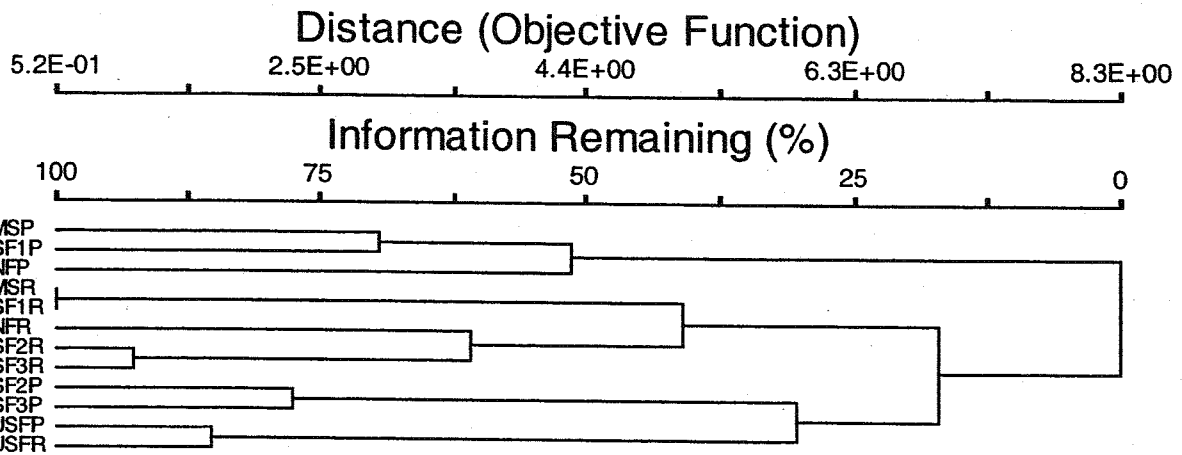 Distance (Objective Function)
5.2E-01 2.5E+00 4.4E+00 6.3E+00 8.3E+00
Information Remaining (%)
100 75 50 25 0
MSP
SF1P
NFP
MSR
SF1R
NFR
SF2R
SF3R
SF2P
SF3P
USFP
USFR